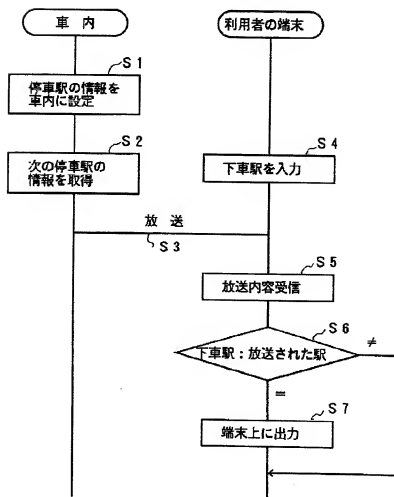 車 内
利用者の端末
S1
停車駅の情報を
車内に設定
S2
次の停車駅の
情報を取得
S4
下車駅を入力
放 送
S3
S5
放送内容受信
S6
下車駅:放送された駅
≠
=
S7
端末上に出力